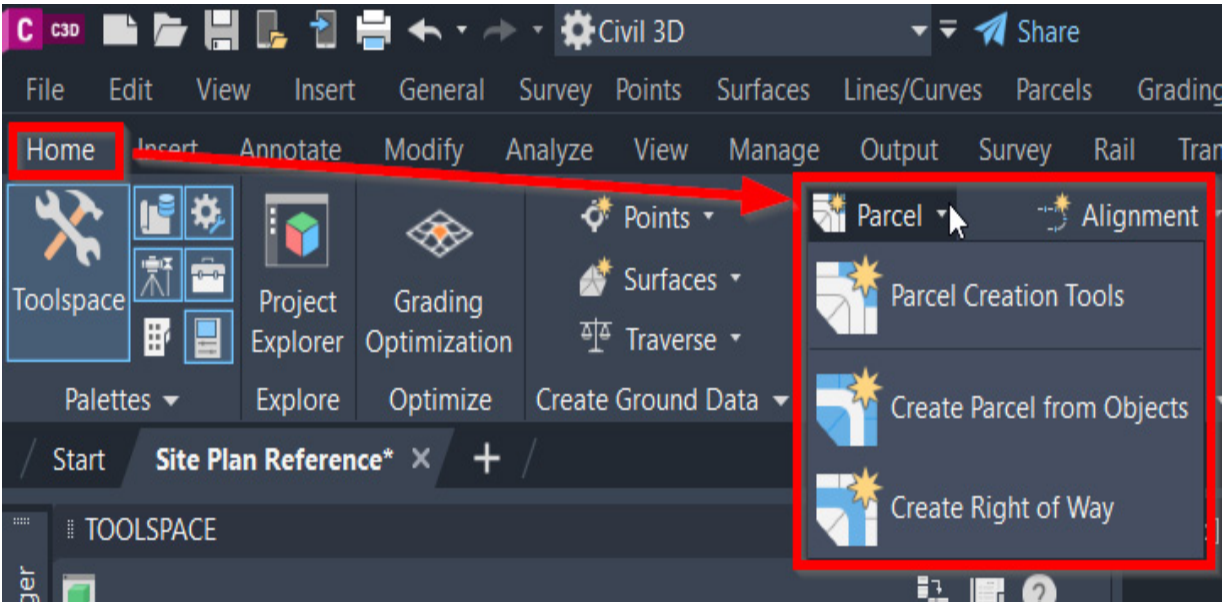 C C3D Civil 3D Share
File Edit View Insert General Survey Points Surfaces Lines/Curves Parcels Grading
Home Insert Annotate Modify Analyze View Manage Output Survey Rail Tran
Toolspace
Project
Explorer
Grading
Optimization
Points
Surfaces
Traverse
Parcel
Alignment
Parcel Creation Tools
Create Parcel from Objects
Create Right of Way
Palettes Explore Optimize Create Ground Data
Start Site Plan Reference* × +
TOOLSPACE
ger
?